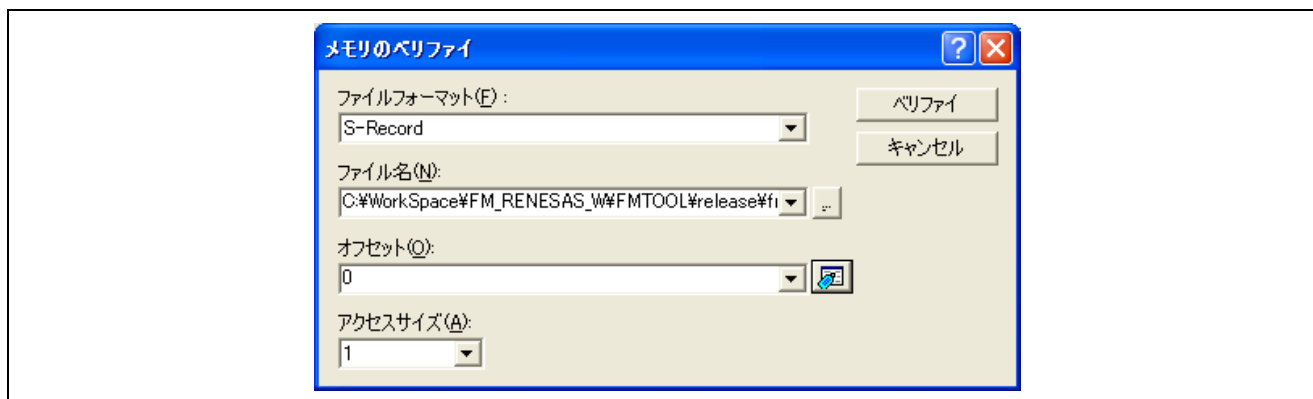 メモリのベリファイ
ファイルフォーマット(F) :
S-Record
ベリファイ
キャンセル
ファイル名(N):
C:¥WorkSpace¥FM_RENESAS_W¥FMTOOL¥release¥
...
オフセット(O):
0
アクセスサイズ(A):
1